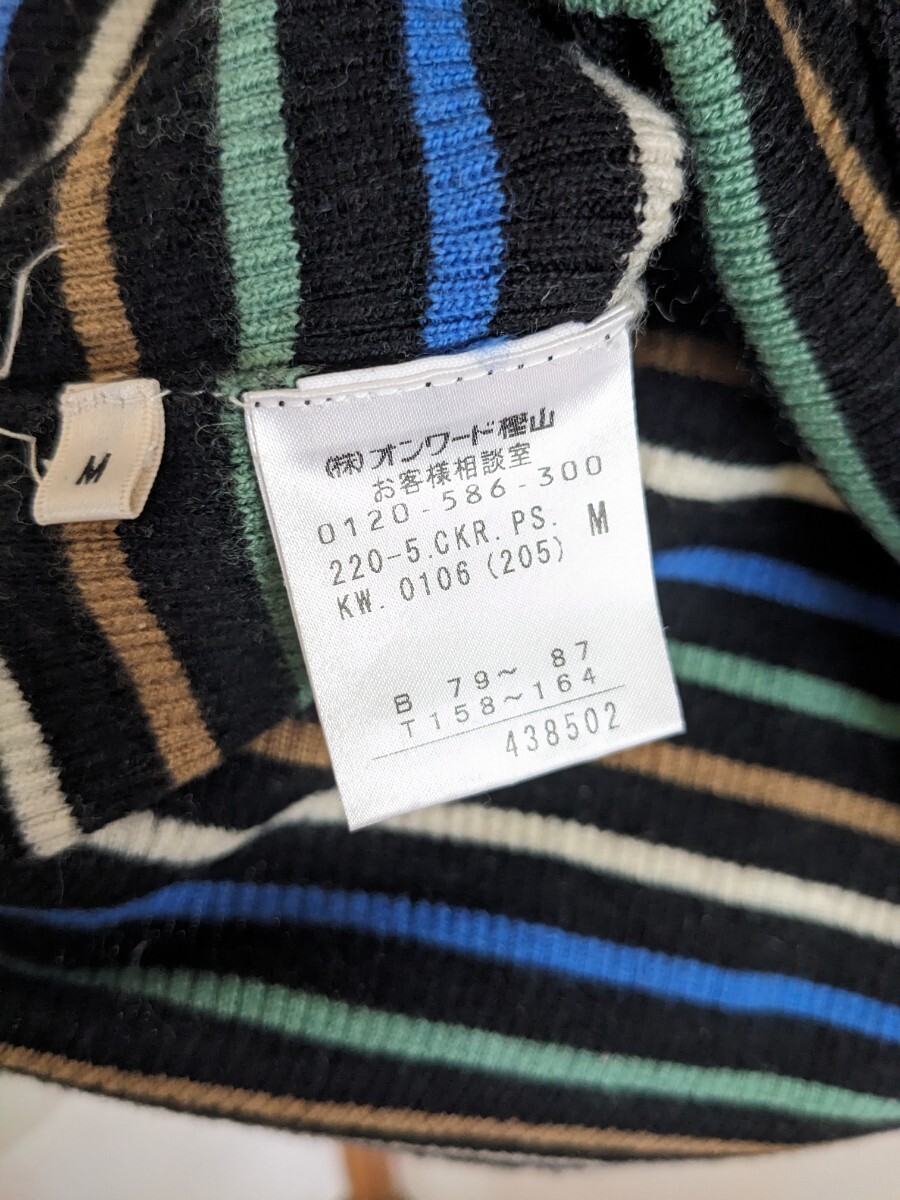 M
(株)オンワード樫山
お客様相談室
0120-586-300
220-5.CKR.PS. M
KW.0106(205)
B 79～ 87
T158～164
438502